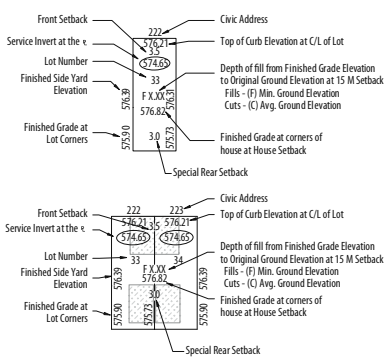 Front Setback
Civic Address
222
Service Invert at the ȶ.
576.21
Top of Curb Elevation at C/L of Lot
3.5
574.65
Lot Number
33
Depth of fill from Finished Grade Elevation
to Original Ground Elevation at 15 M Setback
Fills - (F) Min. Ground Elevation
Cuts - (C) Avg. Ground Elevation
Finished Side Yard
Elevation
576.39
F X.XX
576.31
576.82
Finished Grade at
Lot Corners
575.90
3.0
575.73
Finished Grade at corners of
house at House Setback
Special Rear Setback
Civic Address
222
223
Front Setback
576.21
3.5
576.21
Top of Curb Elevation at C/L of Lot
Service Invert at the ȶ.
574.65
574.65
Lot Number
33
34
Depth of fill from Finished Grade Elevation
to Original Ground Elevation at 15 M Setback
Fills - (F) Min. Ground Elevation
Cuts - (C) Avg. Ground Elevation
Finished Side Yard
Elevation
576.39
F X.XX
576.39
576.82
Finished Grade at
Lot Corners
575.90
3.0
575.73
575.90
Finished Grade at corners of
house at House Setback
Special Rear Setback